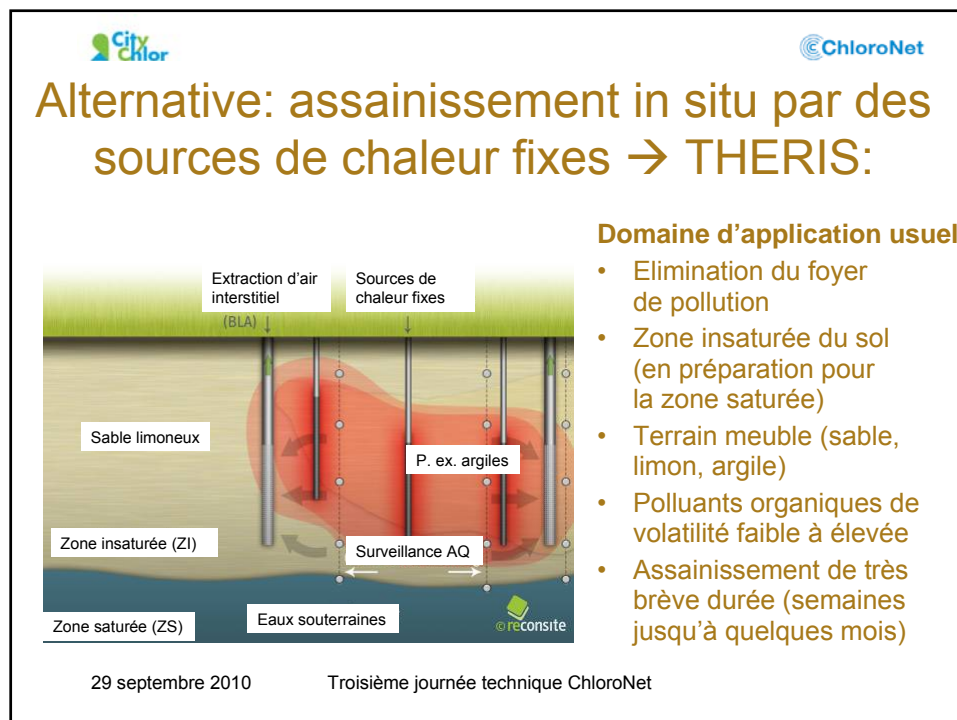 City
Chlor
ChloroNet
Alternative: assainissement in situ par des
sources de chaleur fixes → THERIS:
Domaine d'application usuel
• Elimination du foyer
de pollution
• Zone insaturée du sol
(en préparation pour
la zone saturée)
• Terrain meuble (sable,
limon, argile)
• Polluants organiques de
volatilité faible à élevée
• Assainissement de très
brève durée (semaines
jusqu'à quelques mois)
Extraction d'air
interstitiel
(BLA)
Sources de
chaleur fixes
Sable limoneux
P. ex. argiles
Zone insaturée (ZI)
Surveillance AQ
Zone saturée (ZS)
Eaux souterraines
© reconsite
29 septembre 2010
Troisième journée technique ChloroNet